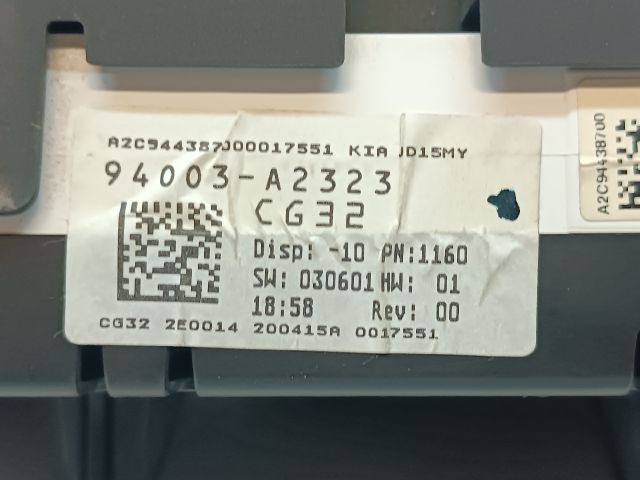 A2C94438700017551 KIA JD15MY
94003-A2323
CG32
Disp: -10 PN:1160
SW: 030601 HW: 01
18:58 Rev: 00
CG32 2E0014 200415A 0017551
A2C94438700